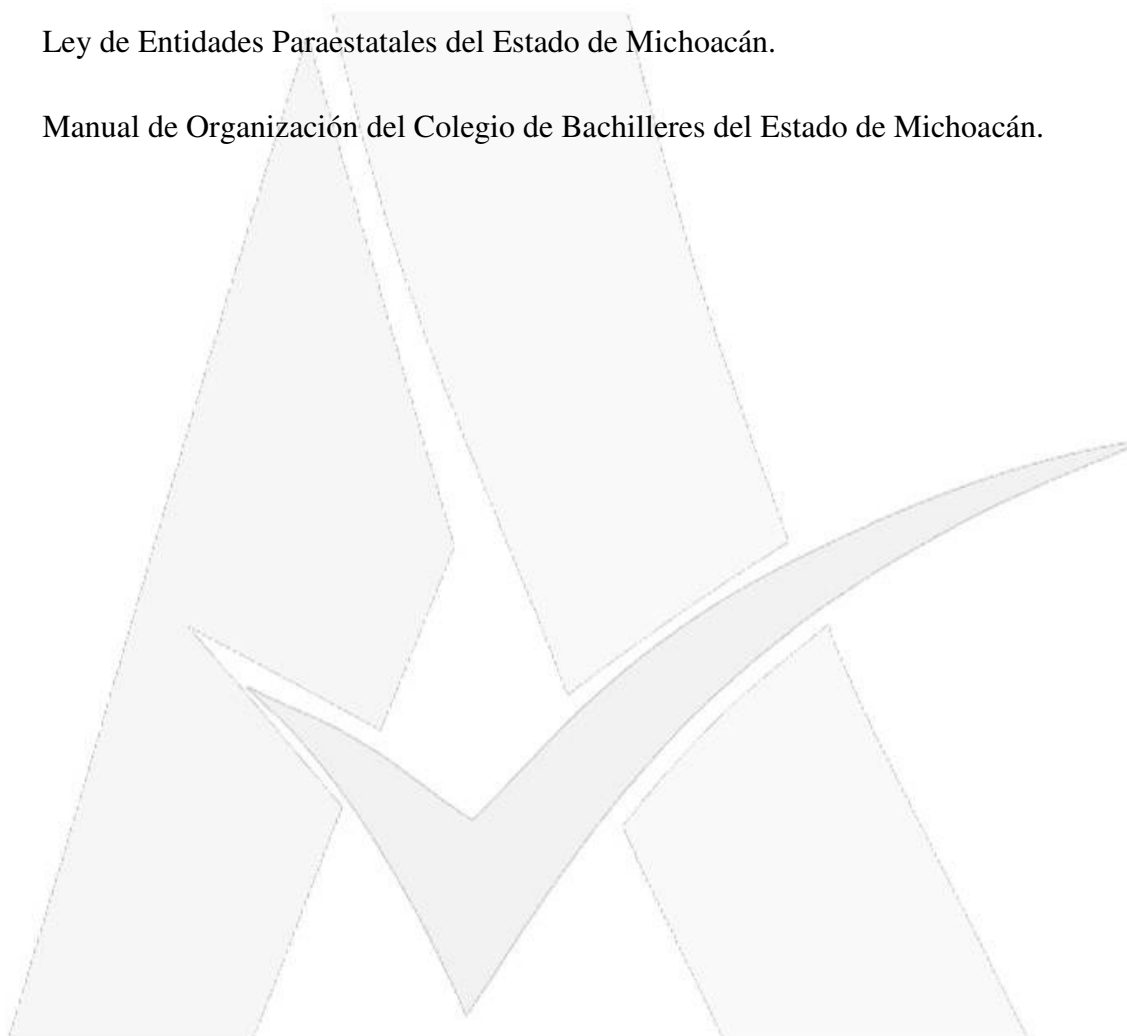 Ley de Entidades Paraestatales del Estado de Michoacán.
Manual de Organización del Colegio de Bachilleres del Estado de Michoacán.